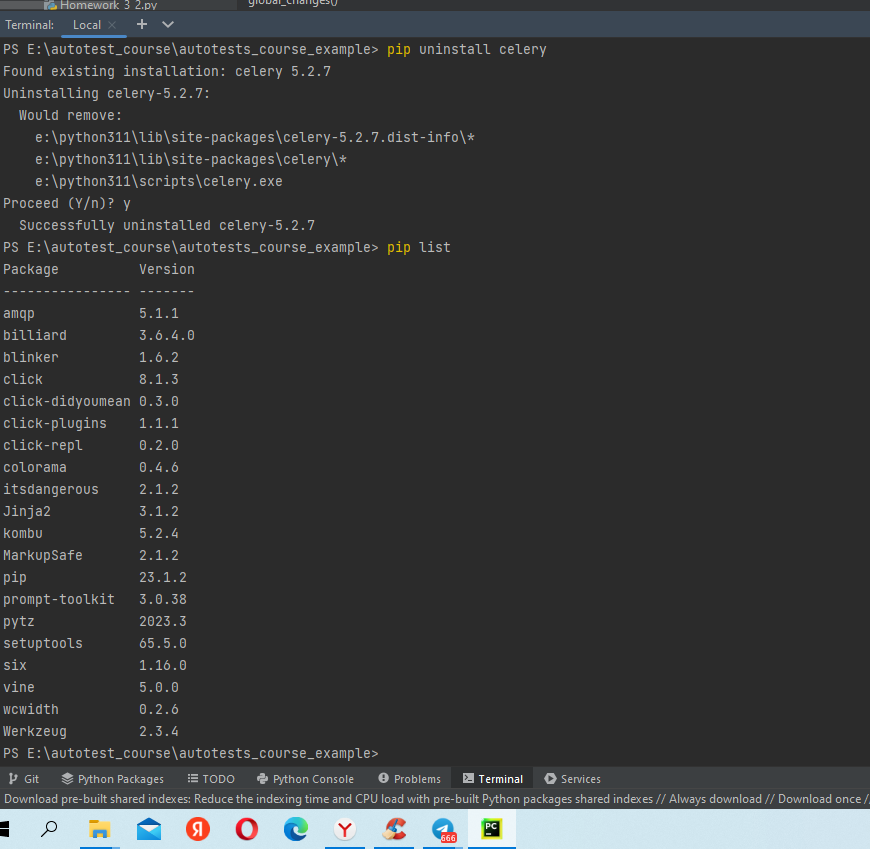 Homework_3_2.py
global_changes()
Terminal: Local × + 
PS E:\autotest_course\autotests_course_example> pip uninstall celery
Found existing installation: celery 5.2.7
Uninstalling celery-5.2.7:
  Would remove:
    e:\python311\lib\site-packages\celery-5.2.7.dist-info\*
    e:\python311\lib\site-packages\celery\*
    e:\python311\scripts\celery.exe
Proceed (Y/n)? y
  Successfully uninstalled celery-5.2.7
PS E:\autotest_course\autotests_course_example> pip list
Package          Version
---------------- -------
amqp             5.1.1
billiard         3.6.4.0
blinker          1.6.2
click            8.1.3
click-didyoumean 0.3.0
click-plugins    1.1.1
click-repl       0.2.0
colorama         0.4.6
itsdangerous     2.1.2
Jinja2           3.1.2
kombu            5.2.4
MarkupSafe       2.1.2
pip              23.1.2
prompt-toolkit   3.0.38
pytz             2023.3
setuptools       65.5.0
six              1.16.0
vine             5.0.0
wcwidth          0.2.6
Werkzeug         2.3.4
PS E:\autotest_course\autotests_course_example>
Git Python Packages TODO Python Console Problems Terminal Services
Download pre-built shared indexes: Reduce the indexing time and CPU load with pre-built Python packages shared indexes // Always download // Download once /
Я Y 666 PC